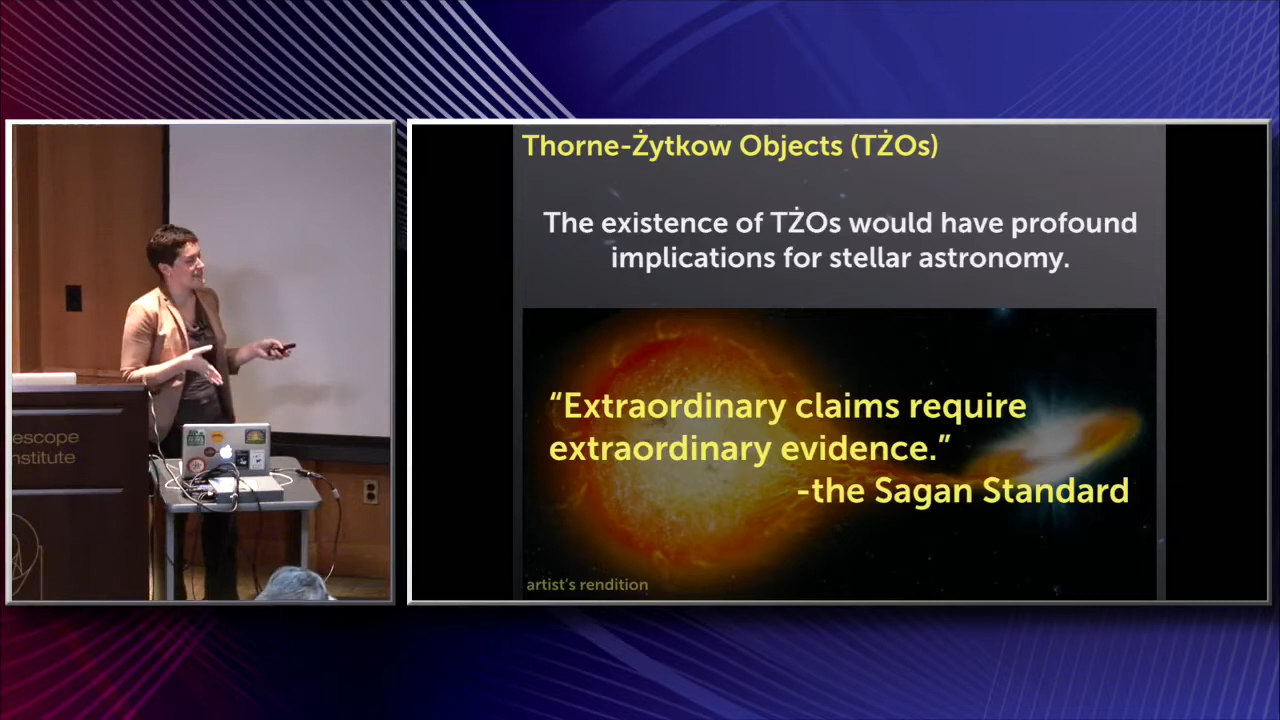 Thorne-Żytkow Objects (TŻOs)
The existence of TŻOs would have profound
implications for stellar astronomy.
“Extraordinary claims require
extraordinary evidence.”
-the Sagan Standard
artist's rendition
escope
nstitute